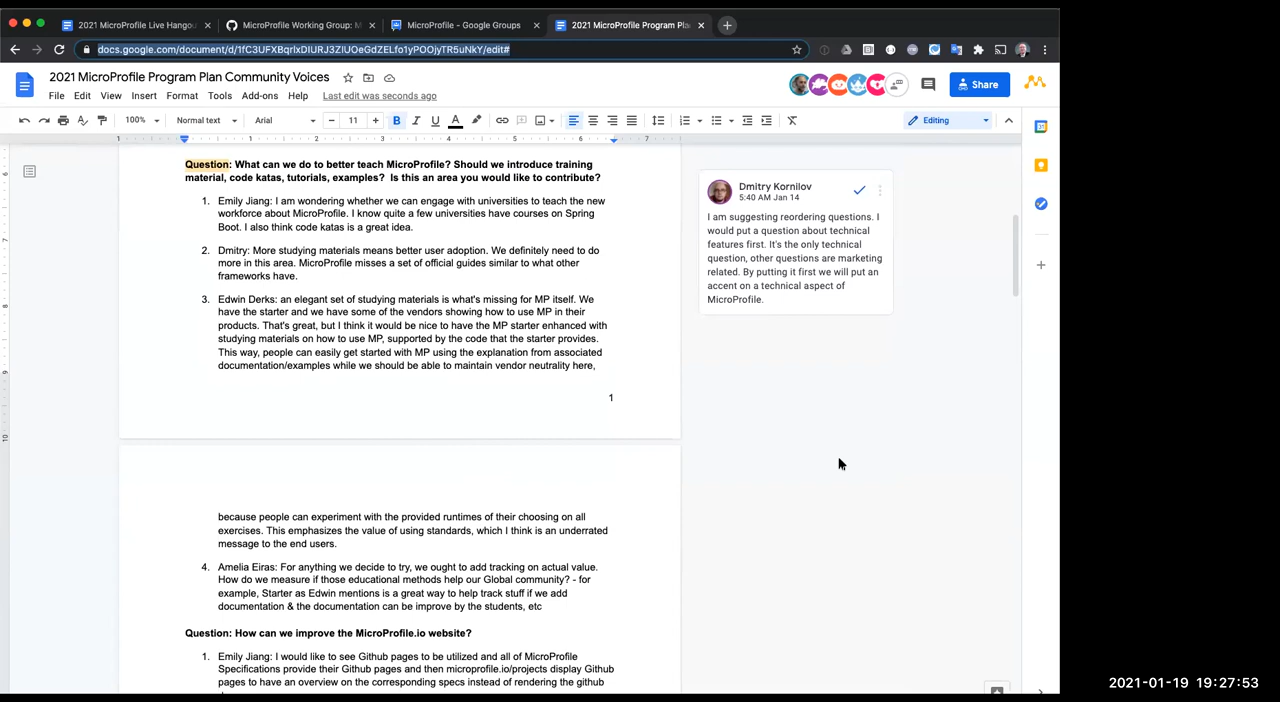 2021 MicroProfile Live Hangou
MicroProfile Working Group: M
MicroProfile - Google Groups
2021 MicroProfile Program Pla
docs.google.com/document/d/1fC3UFXBqrIxDIURJ3ZIUOeGdZELfo1yPOOjyTR5uNkY/edit#
2021 MicroProfile Program Plan Community Voices
Share
File Edit View Insert Format Tools Add-ons Help Last edit was seconds ago
100% Normal text Arial 11 B I U A Editing
1 1 2 3 4 5 6 7
Question: What can we do to better teach MicroProfile? Should we introduce training
material, code katas, tutorials, examples? Is this an area you would like to contribute?
1. Emily Jiang: I am wondering whether we can engage with universities to teach the new
workforce about MicroProfile. I know quite a few universities have courses on Spring
Boot. I also think code katas is a great idea.
2. Dmitry: More studying materials means better user adoption. We definitely need to do
more in this area. MicroProfile misses a set of official guides similar to what other
frameworks have.
3. Edwin Derks: an elegant set of studying materials is what's missing for MP itself. We
have the starter and we have some of the vendors showing how to use MP in their
products. That's great, but I think it would be nice to have the MP starter enhanced with
studying materials on how to use MP, supported by the code that the starter provides.
This way, people can easily get started with MP using the explanation from associated
documentation/examples while we should be able to maintain vendor neutrality here,
1
because people can experiment with the provided runtimes of their choosing on all
exercises. This emphasizes the value of using standards, which I think is an underrated
message to the end users.
4. Amelia Eiras: For anything we decide to try, we ought to add tracking on actual value.
How do we measure if those educational methods help our Global community? - for
example, Starter as Edwin mentions is a great way to help track stuff if we add
documentation & the documentation can be improve by the students, etc
Question: How can we improve the MicroProfile.io website?
1. Emily Jiang: I would like to see Github pages to be utilized and all of MicroProfile
Specifications provide their Github pages and then microprofile.io/projects display Github
pages to have an overview on the corresponding specs instead of rendering the github
Dmitry Kornilov
5:40 AM Jan 14
I am suggesting reordering questions. I
would put a question about technical
features first. It's the only technical
question, other questions are marketing
related. By putting it first we will put an
accent on a technical aspect of
MicroProfile.
6
7
8
9
10
2021-01-19 19:27:53